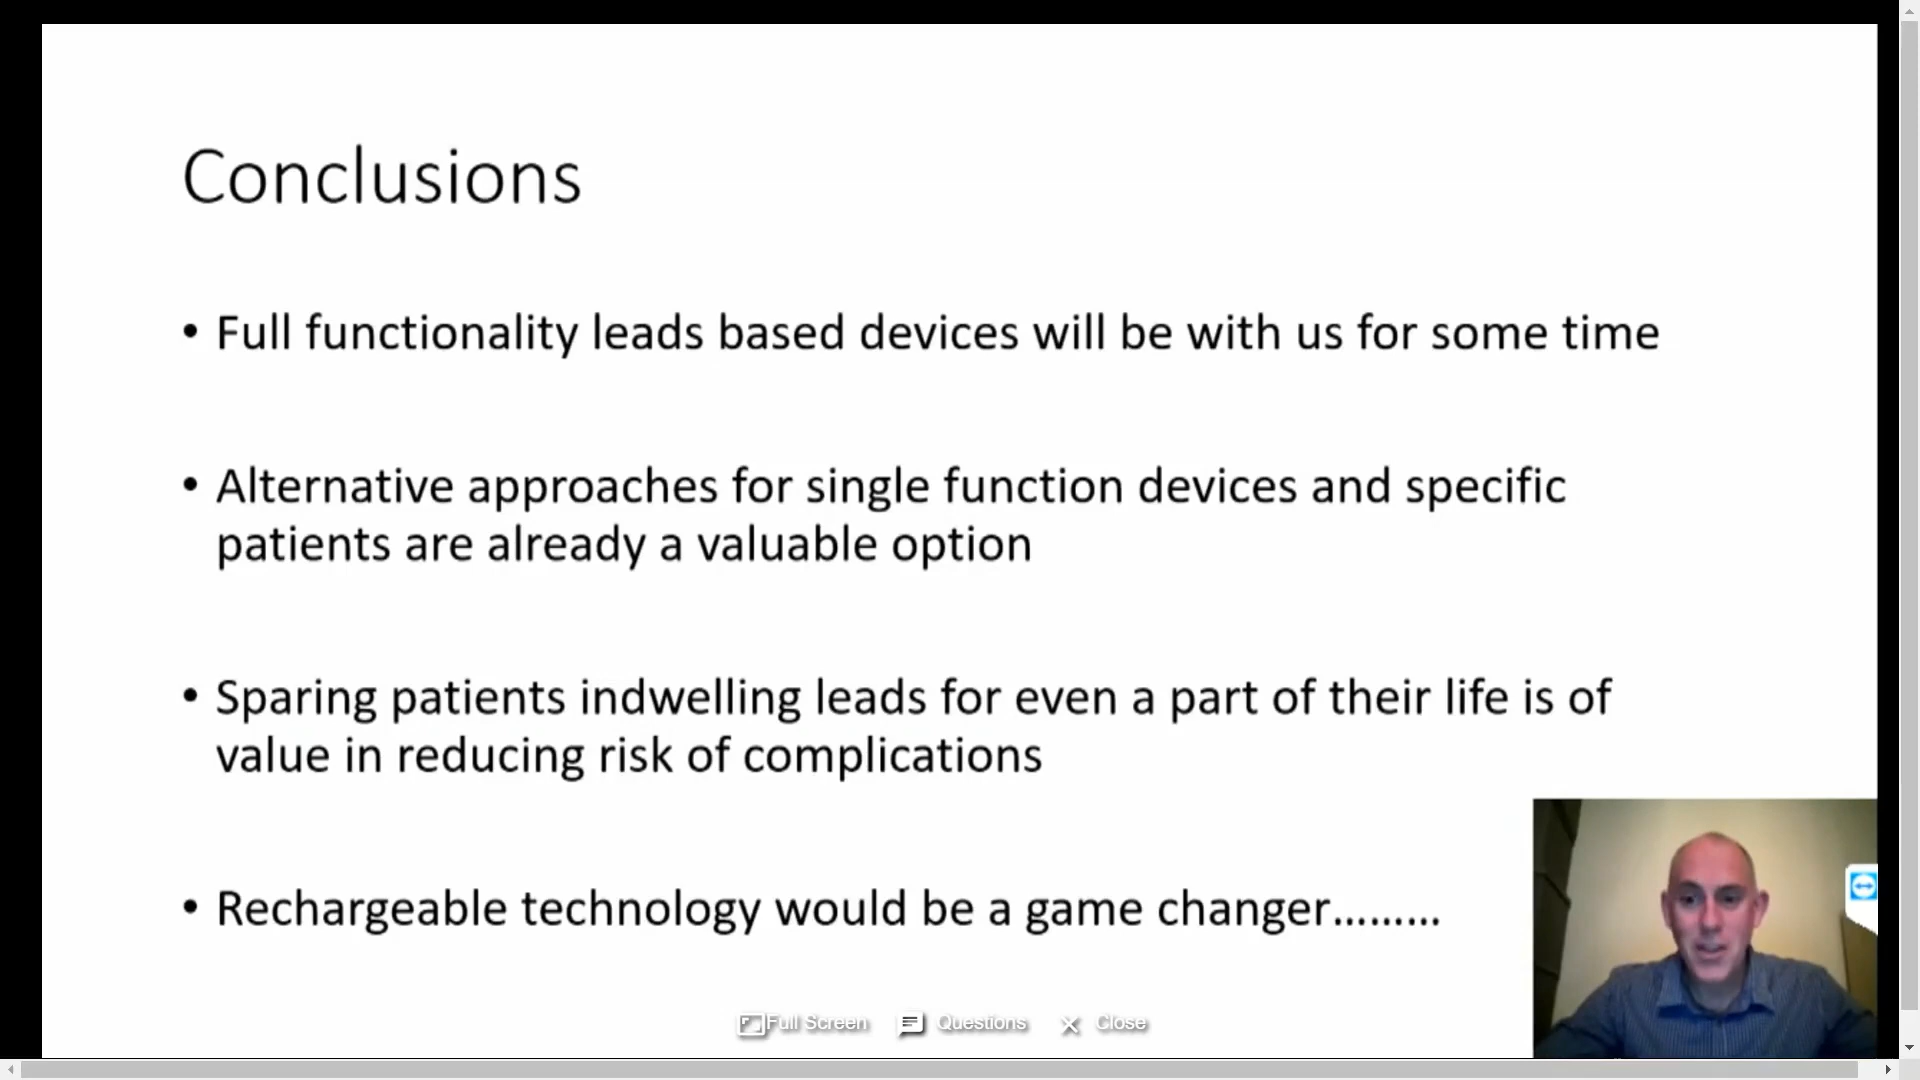 Conclusions
• Full functionality leads based devices will be with us for some time
• Alternative approaches for single function devices and specific
patients are already a valuable option
• Sparing patients indwelling leads for even a part of their life is of
value in reducing risk of complications
• Rechargeable technology would be a game changer.........
Full Screen Questions Close